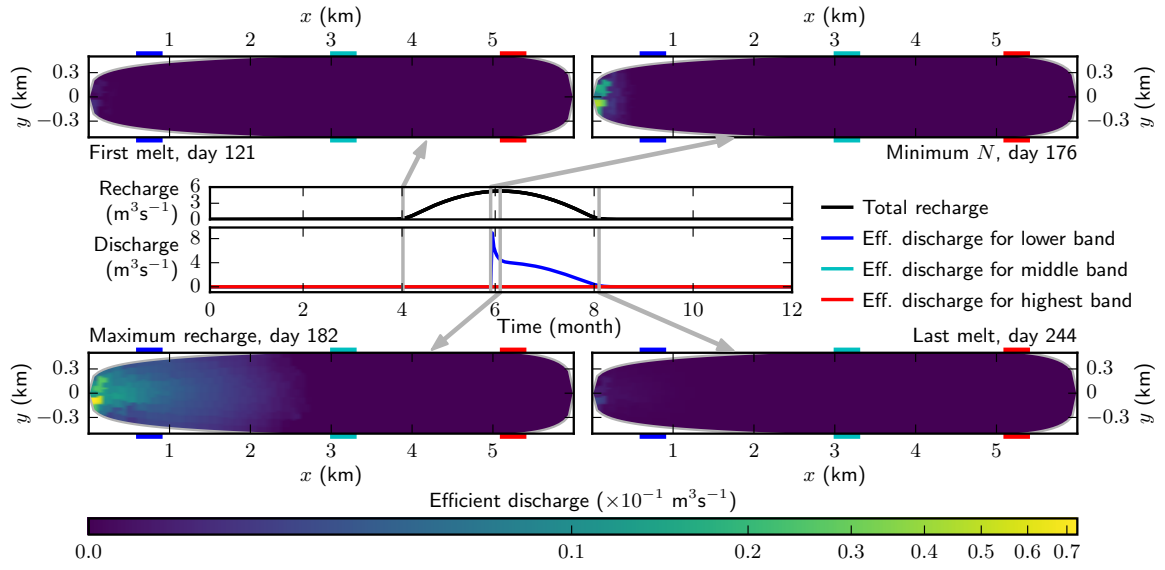 x (km)
x (km)
1 2 3 4 5
1 2 3 4 5
y (km)
0.3
0
−0.3
0.3
0
−0.3
y (km)
First melt, day 121
Minimum N, day 176
Recharge
(m³s⁻¹)
6
3
0
Discharge
(m³s⁻¹)
8
4
0
0 2 4 6 8 10 12
Time (month)
Total recharge
Eff. discharge for lower band
Eff. discharge for middle band
Eff. discharge for highest band
Maximum recharge, day 182
Last melt, day 244
y (km)
0.3
0
−0.3
0.3
0
−0.3
y (km)
1 2 3 4 5
1 2 3 4 5
x (km)
x (km)
Efficient discharge (×10⁻¹ m³s⁻¹)
0.0 0.1 0.2 0.3 0.4 0.5 0.6 0.7